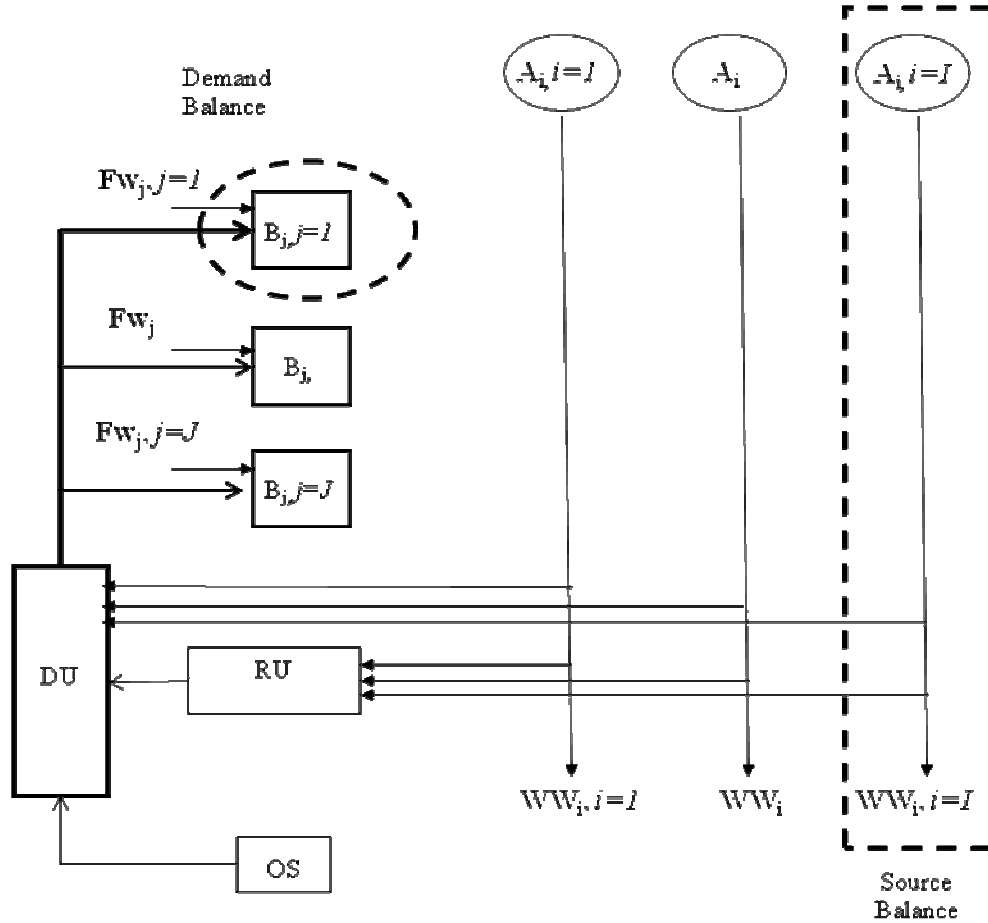 A_i, i=1
A_i
A_i, i=I
Demand
Balance
Fw_j, j=1
B_j, j=1
Fw_j
B_j,
Fw_j, j=J
B_j, j=J
DU
RU
WW_i, i=1
WW_i
WW_i, i=I
OS
Source
Balance